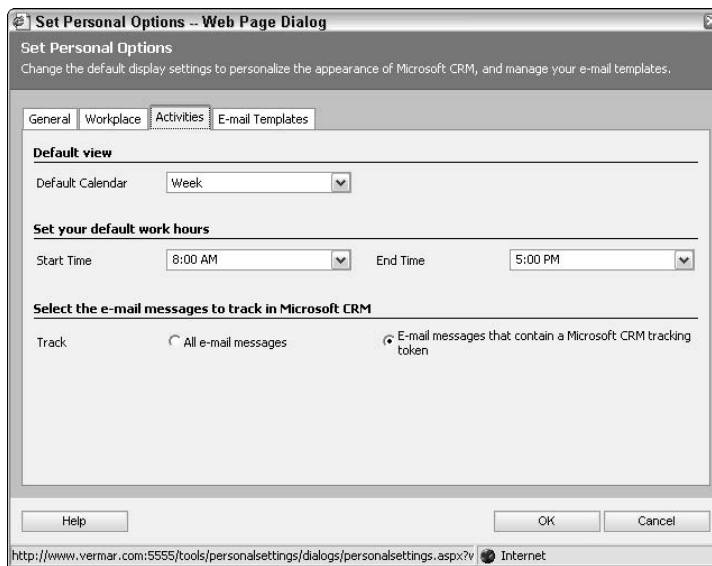 Set Personal Options -- Web Page Dialog
Set Personal Options
Change the default display settings to personalize the appearance of Microsoft CRM, and manage your e-mail templates.
General Workplace Activities E-mail Templates
Default view
Default Calendar Week
Set your default work hours
Start Time 8:00 AM End Time 5:00 PM
Select the e-mail messages to track in Microsoft CRM
Track All e-mail messages E-mail messages that contain a Microsoft CRM tracking
token
Help OK Cancel
http://www.vermar.com:5555/tools/personalsettings/dialogs/personalsettings.aspx?v Internet